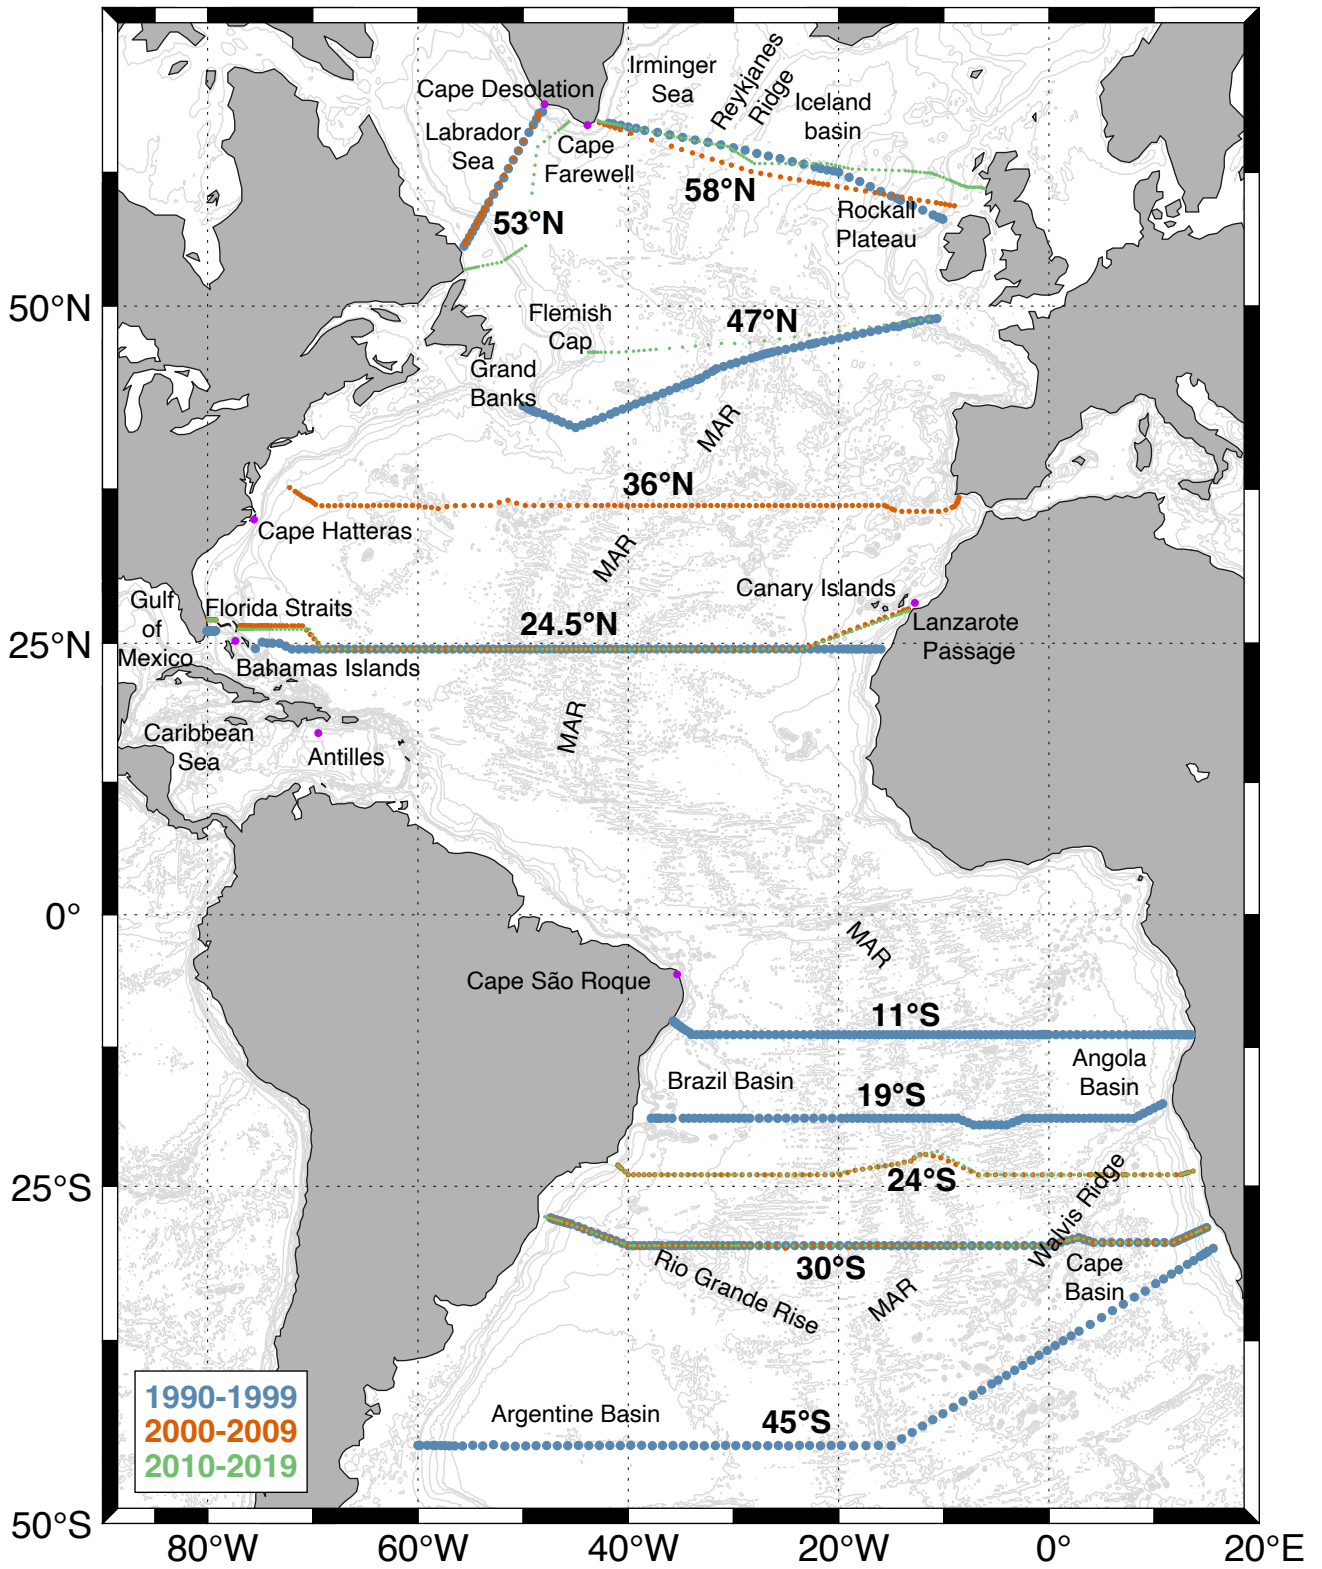 Irminger
Sea
Reykjanes
Ridge
Cape Desolation
Iceland
basin
Labrador
Sea
Cape
Farewell
58°N
53°N
Rockall
Plateau
50°N
Flemish
Cap
47°N
Grand
Banks
MAR
36°N
Cape Hatteras
MAR
Canary Islands
Gulf
of
Mexico
Florida Straits
24.5°N
Lanzarote
Passage
25°N
Bahamas Islands
MAR
Caribbean
Sea
Antilles
0°
MAR
Cape São Roque
11°S
Angola
Basin
Brazil Basin
19°S
24°S
25°S
Walvis Ridge
30°S
Rio Grande Rise
Cape
Basin
MAR
1990-1999
2000-2009
2010-2019
Argentine Basin
45°S
50°S
80°W
60°W
40°W
20°W
0°
20°E